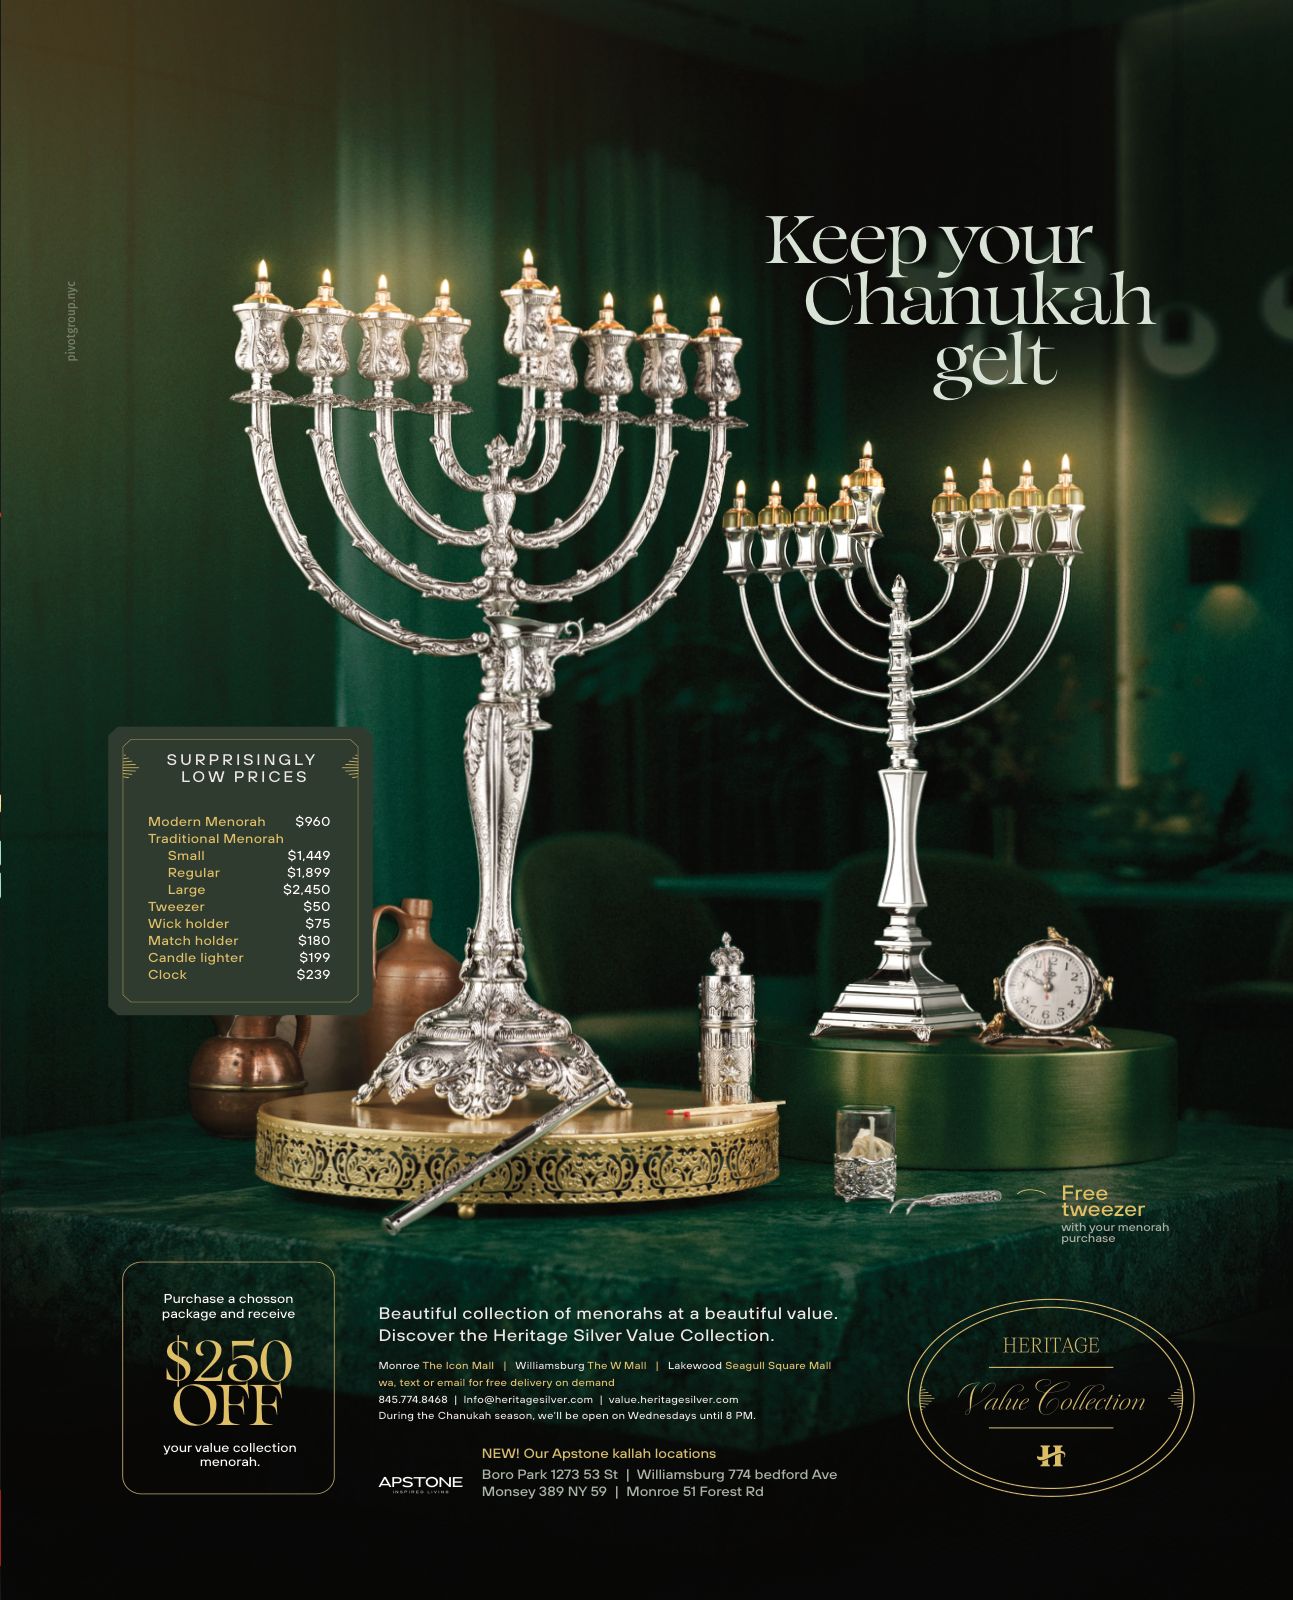 pivotgroup.nyc
Keep your
Chanukah
gelt
SURPRISINGLY
LOW PRICES
Modern Menorah $960
Traditional Menorah
Small $1,449
Regular $1,899
Large $2,450
Tweezer $50
Wick holder $75
Match holder $180
Candle lighter $199
Clock $239
Free
tweezer
with your menorah
purchase
Purchase a chosson
package and receive
$250
OFF
your value collection
menorah.
Beautiful collection of menorahs at a beautiful value.
Discover the Heritage Silver Value Collection.
Monroe The Icon Mall | Williamsburg The W Mall | Lakewood Seagull Square Mall
wa, text or email for free delivery on demand
845.774.8468 | Info@heritagesilver.com | value.heritagesilver.com
During the Chanukah season, we'll be open on Wednesdays until 8 PM.
NEW! Our Apstone kallah locations
APSTONE
INSPIRED LIVING
Boro Park 1273 53 St | Williamsburg 774 bedford Ave
Monsey 389 NY 59 | Monroe 51 Forest Rd
HERITAGE
Value Collection
H